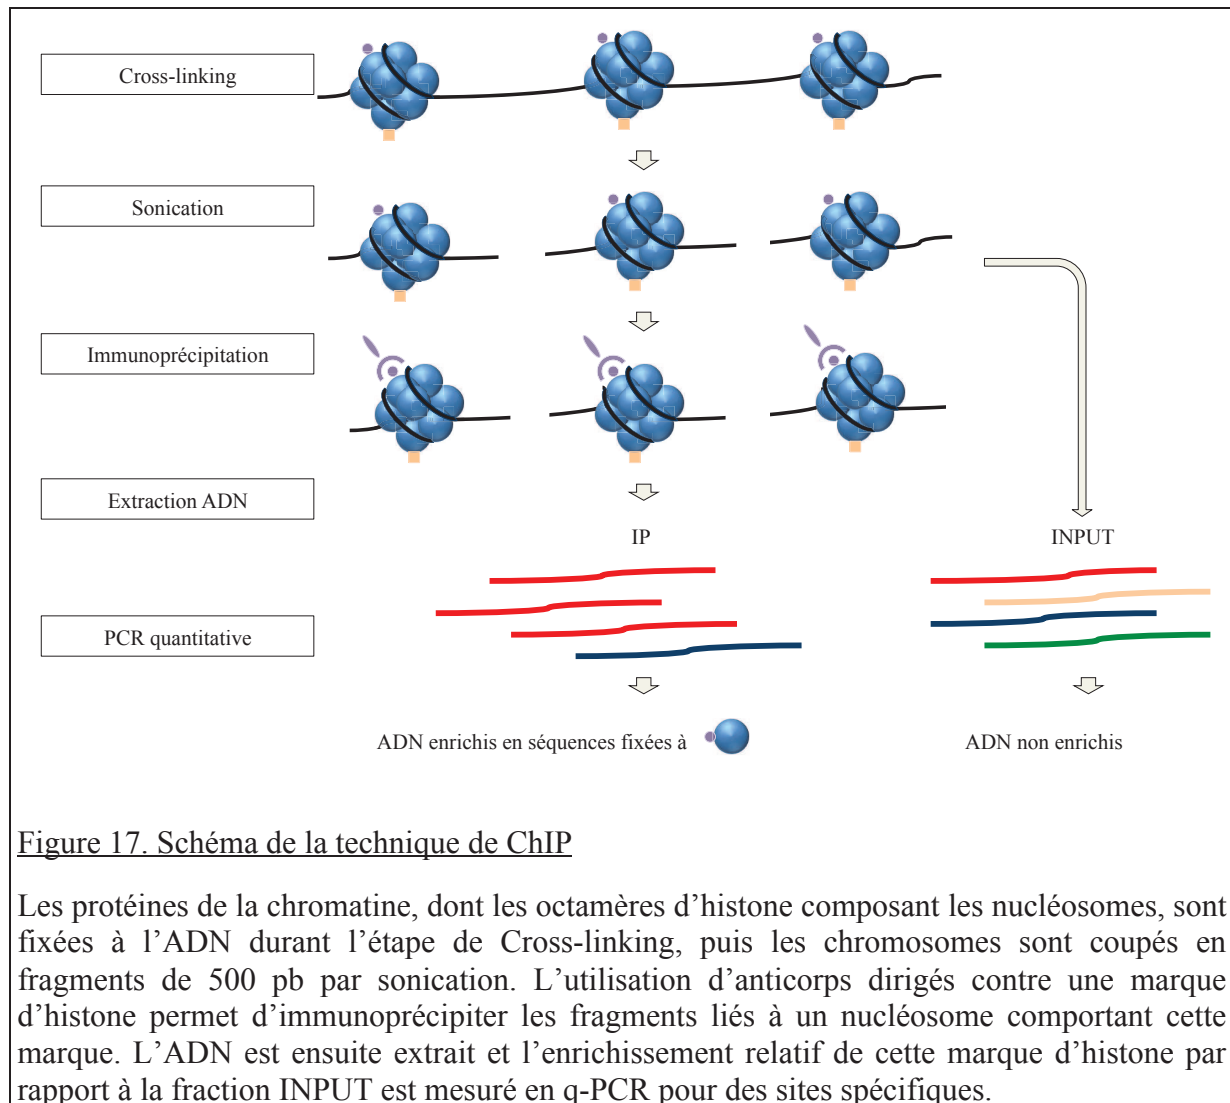 Cross-linking
Sonication
Immunoprécipitation
Extraction ADN
IP
INPUT
PCR quantitative
ADN enrichis en séquences fixées à
ADN non enrichis
Figure 17. Schéma de la technique de ChIP
Les protéines de la chromatine, dont les octamères d’histone composant les nucléosomes, sont
fixées à l’ADN durant l’étape de Cross-linking, puis les chromosomes sont coupés en
fragments de 500 pb par sonication. L’utilisation d’anticorps dirigés contre une marque
d’histone permet d’immunoprécipiter les fragments liés à un nucléosome comportant cette
marque. L’ADN est ensuite extrait et l’enrichissement relatif de cette marque d’histone par
rapport à la fraction INPUT est mesuré en q-PCR pour des sites spécifiques.